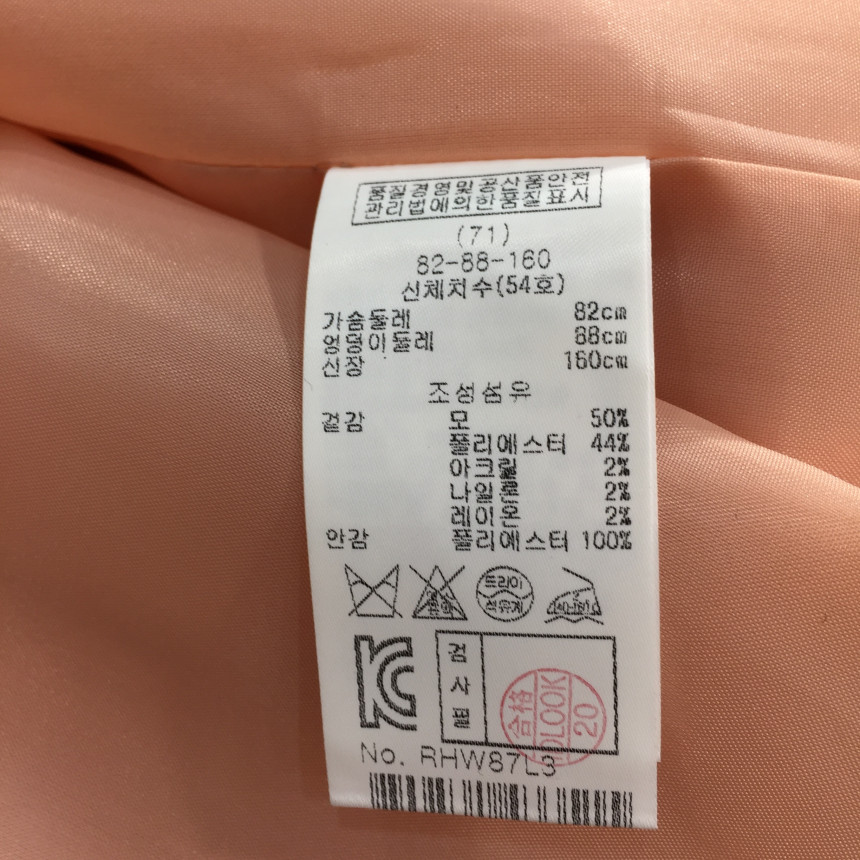 품질경영및공산품안전
관리법에의한품질표시
(71)
82-88-160
신체치수(54호)
가슴둘레 82cm
엉덩이둘레 88cm
신장 160cm
조성섬유
겉감 모 50%
폴리에스터 44%
아크릴 2%
나일론 2%
레이온 2%
안감 폴리에스터 100%
드라이
석유계
검사필
合格
DLOOK
20
No. RHW87L3